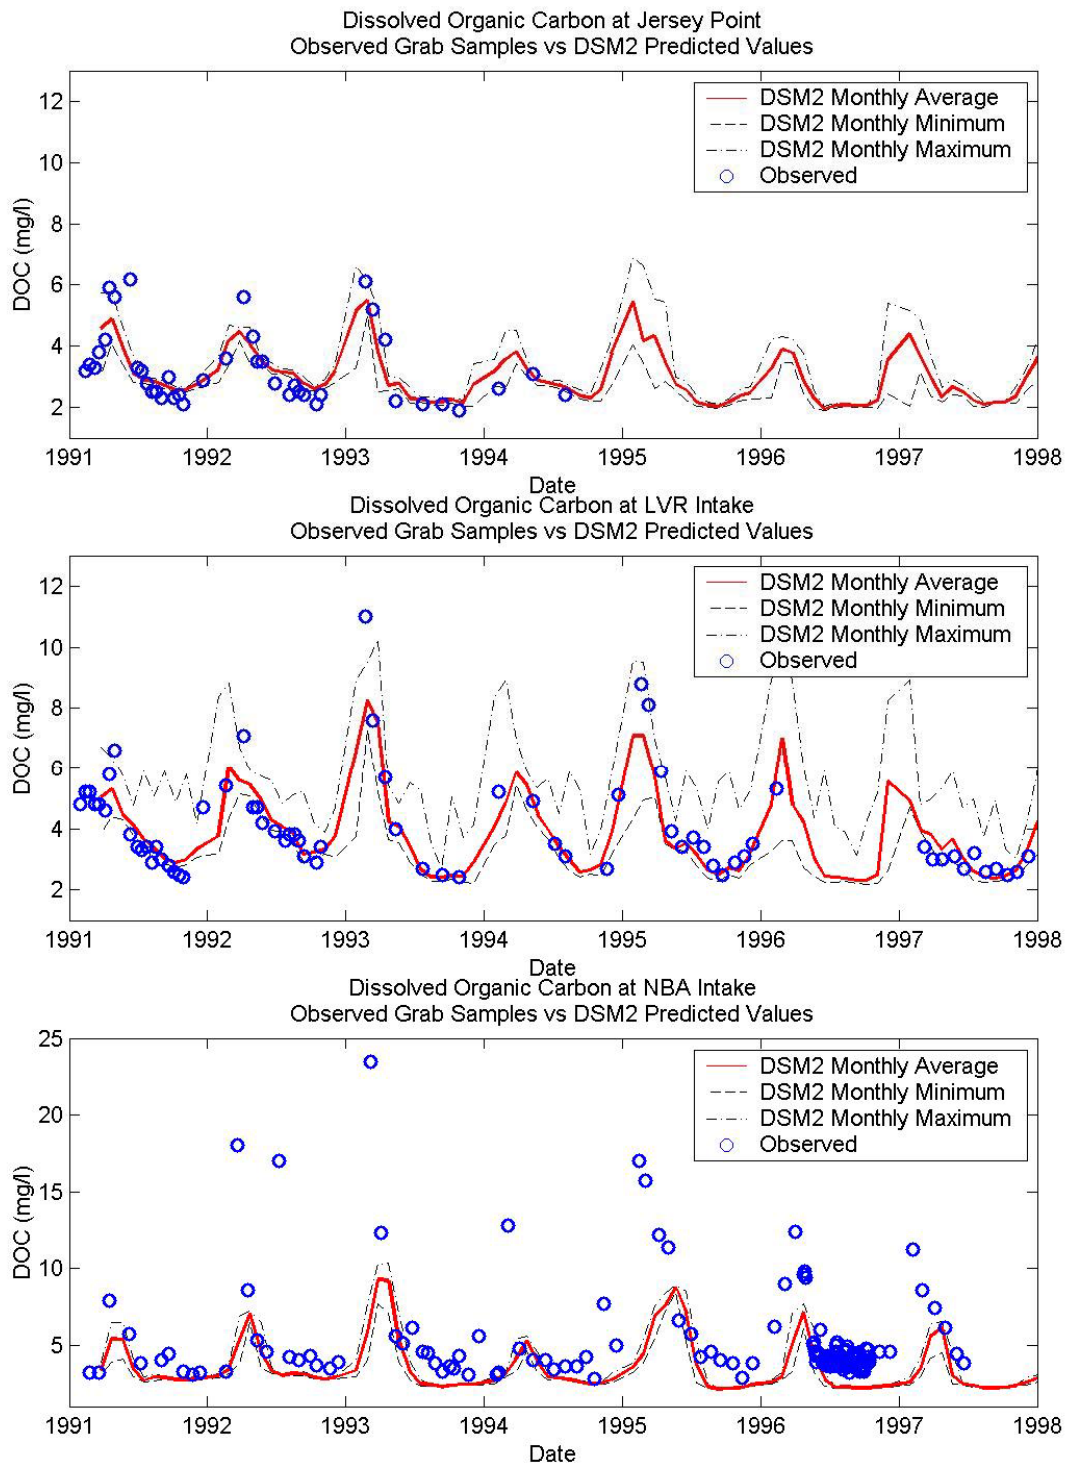 Dissolved Organic Carbon at Jersey Point
Observed Grab Samples vs DSM2 Predicted Values
DSM2 Monthly Average
DSM2 Monthly Minimum
DSM2 Monthly Maximum
Observed
DOC (mg/l)
12
10
8
6
4
2
1991 1992 1993 1994 1995 1996 1997 1998
Date
Dissolved Organic Carbon at LVR Intake
Observed Grab Samples vs DSM2 Predicted Values
DSM2 Monthly Average
DSM2 Monthly Minimum
DSM2 Monthly Maximum
Observed
DOC (mg/l)
12
10
8
6
4
2
1991 1992 1993 1994 1995 1996 1997 1998
Date
Dissolved Organic Carbon at NBA Intake
Observed Grab Samples vs DSM2 Predicted Values
DSM2 Monthly Average
DSM2 Monthly Minimum
DSM2 Monthly Maximum
Observed
DOC (mg/l)
25
20
15
10
5
1991 1992 1993 1994 1995 1996 1997 1998
Date